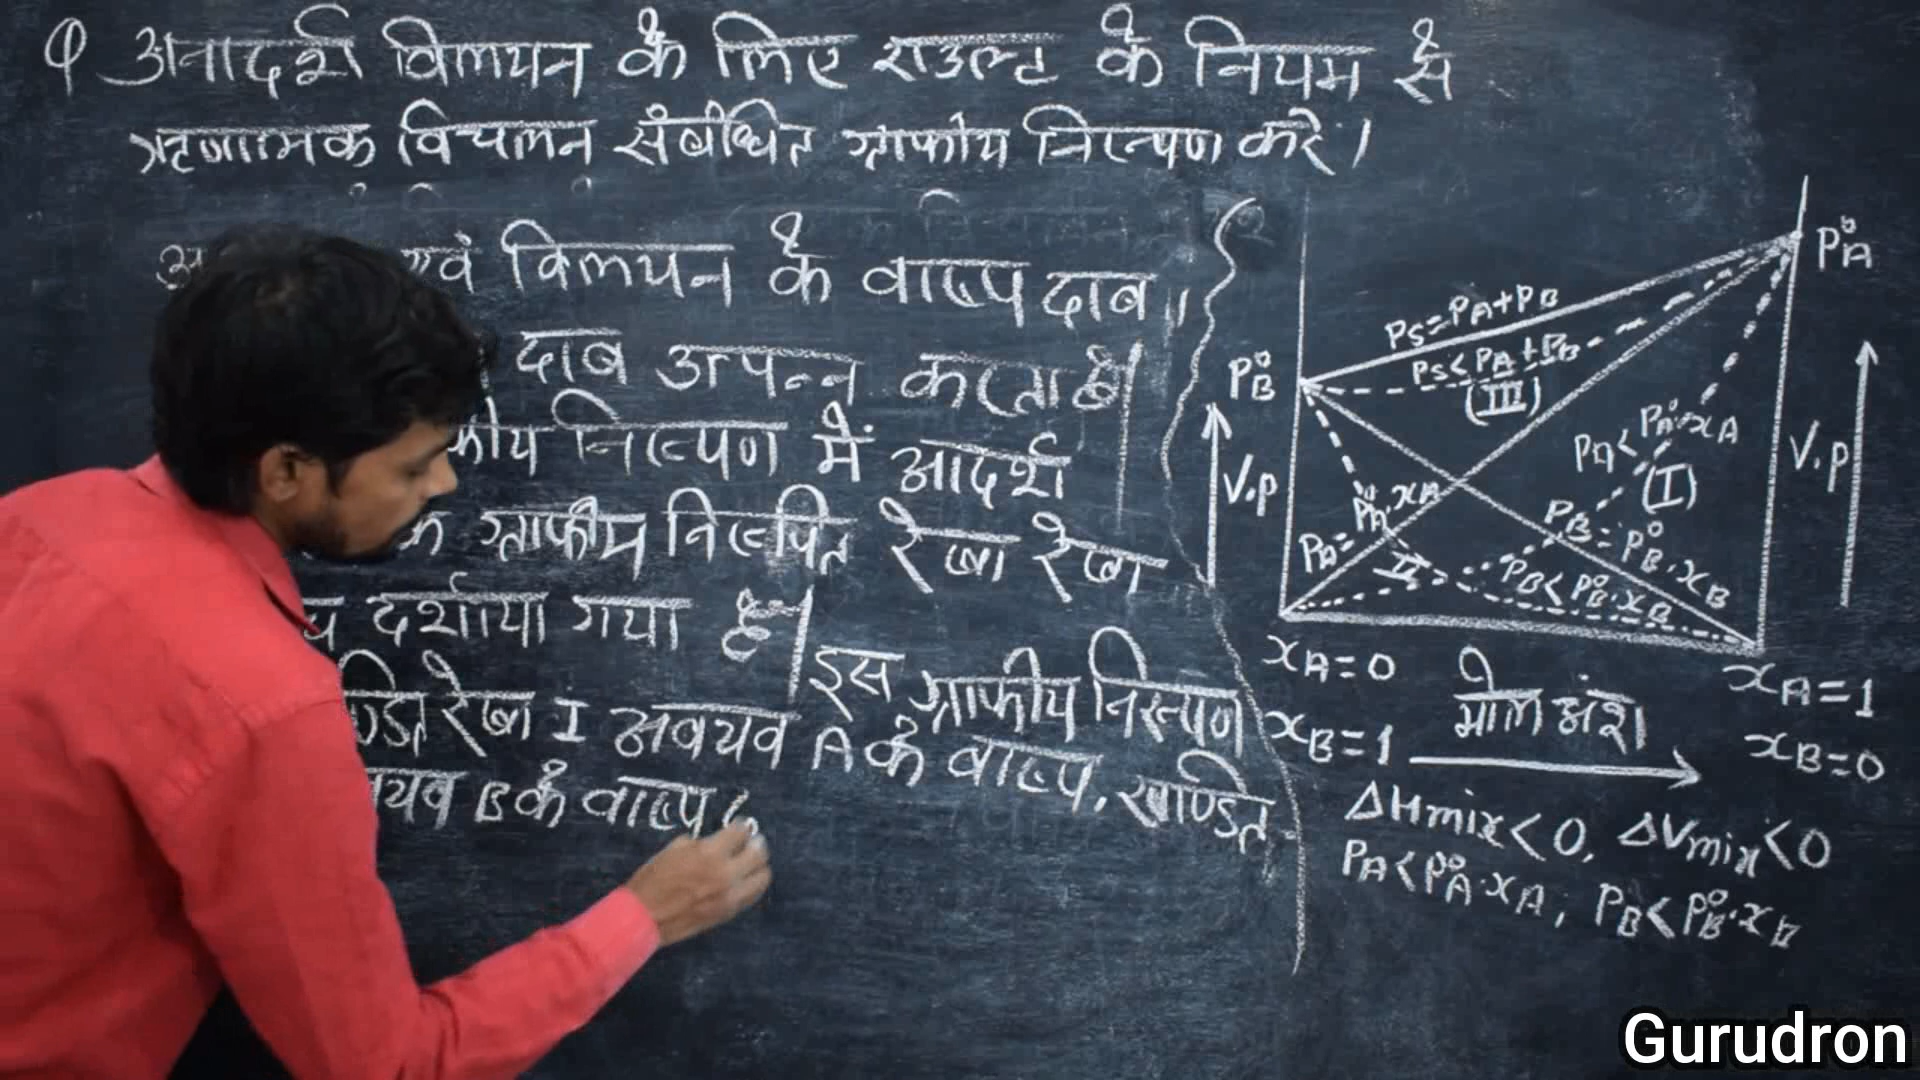 Q अनादर्श विलयन के लिए राउल्ट के नियम से
ऋणात्मक विचलन संबंधित ग्राफीय निरूपण करें।
एवं विलयन के वाष्प दाब
दाब उत्पन्न करता है।
निरूपण में आदर्श
ग्राफीय निरूपित रेखा रेखा
दर्शाया गया है। इस ग्राफीय निरूपण
रेखा I अवयव A के वाष्प, खण्डित
B के वाष्प
P°A
Ps=PA+PB
Ps<PA+PB
(III)
P°B
PA<P°A·xA
(I)
V.P
V.P
PA=P°A·xA
PB=P°B·xB
II
PB<P°B·xB
xA=0
xA=1
मोल अंश
xB=1
xB=0
ΔHmix<0, ΔVmix<0
PA<P°A·xA; PB<P°B·xB
Gurudron